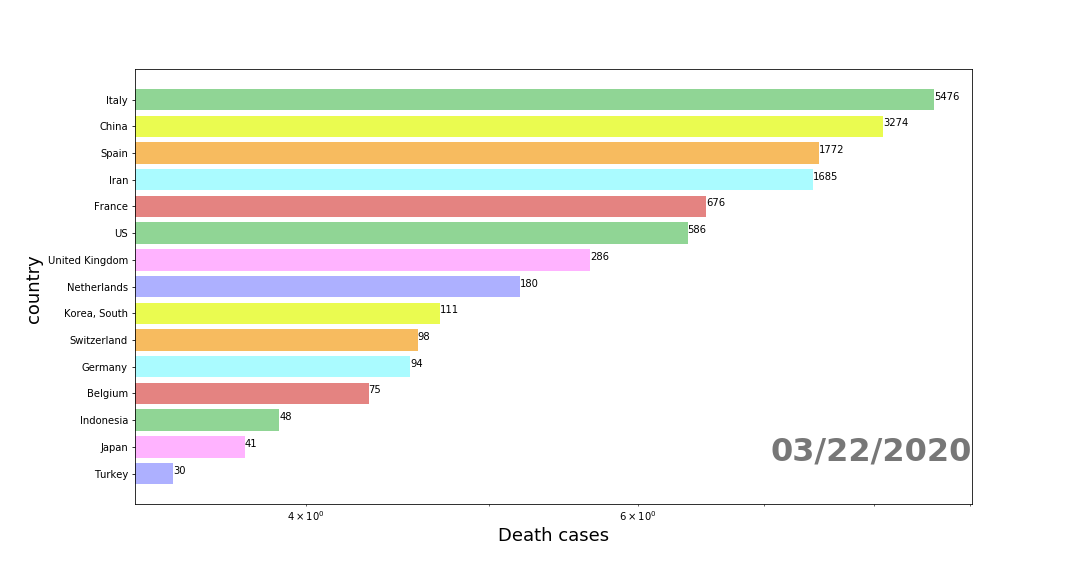 Italy 5476
China 3274
Spain 1772
Iran 1685
France 676
US 586
United Kingdom 286
Netherlands 180
Korea, South 111
Switzerland 98
Germany 94
Belgium 75
Indonesia 48
Japan 41
Turkey 30
country
03/22/2020
4 × 10⁰ 6 × 10⁰
Death cases